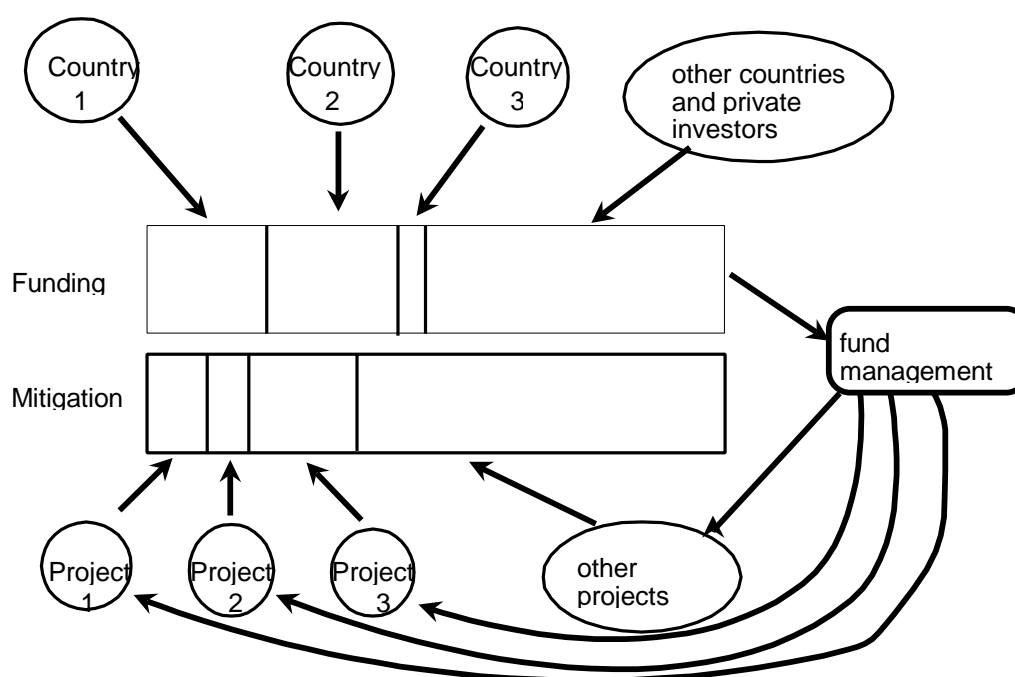 Country
1
Country
2
Country
3
other countries
and private
investors
Funding
fund
management
Mitigation
Project
1
Project
2
Project
3
other
projects